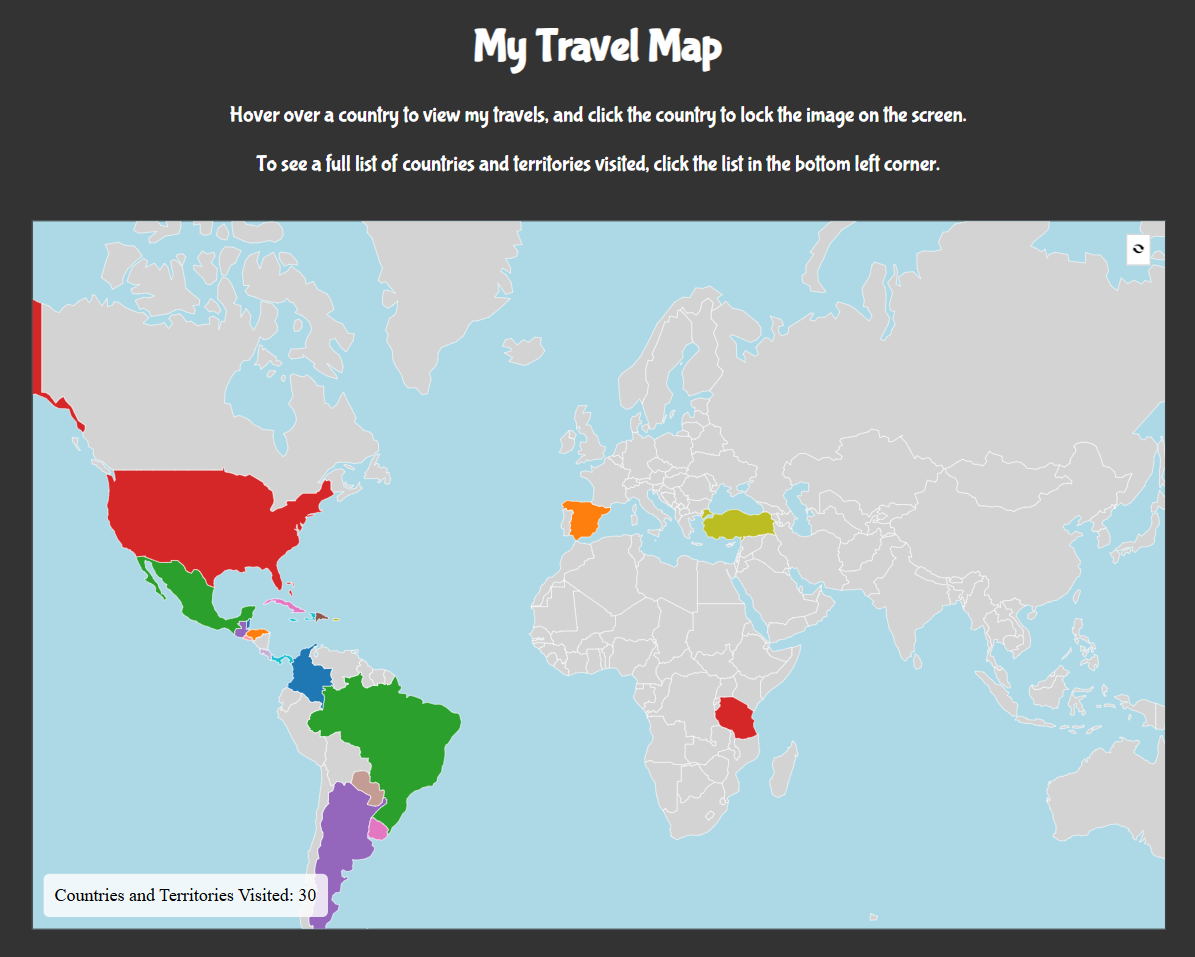 My Travel Map
Hover over a country to view my travels, and click the country to lock the image on the screen.
To see a full list of countries and territories visited, click the list in the bottom left corner.
Countries and Territories Visited: 30